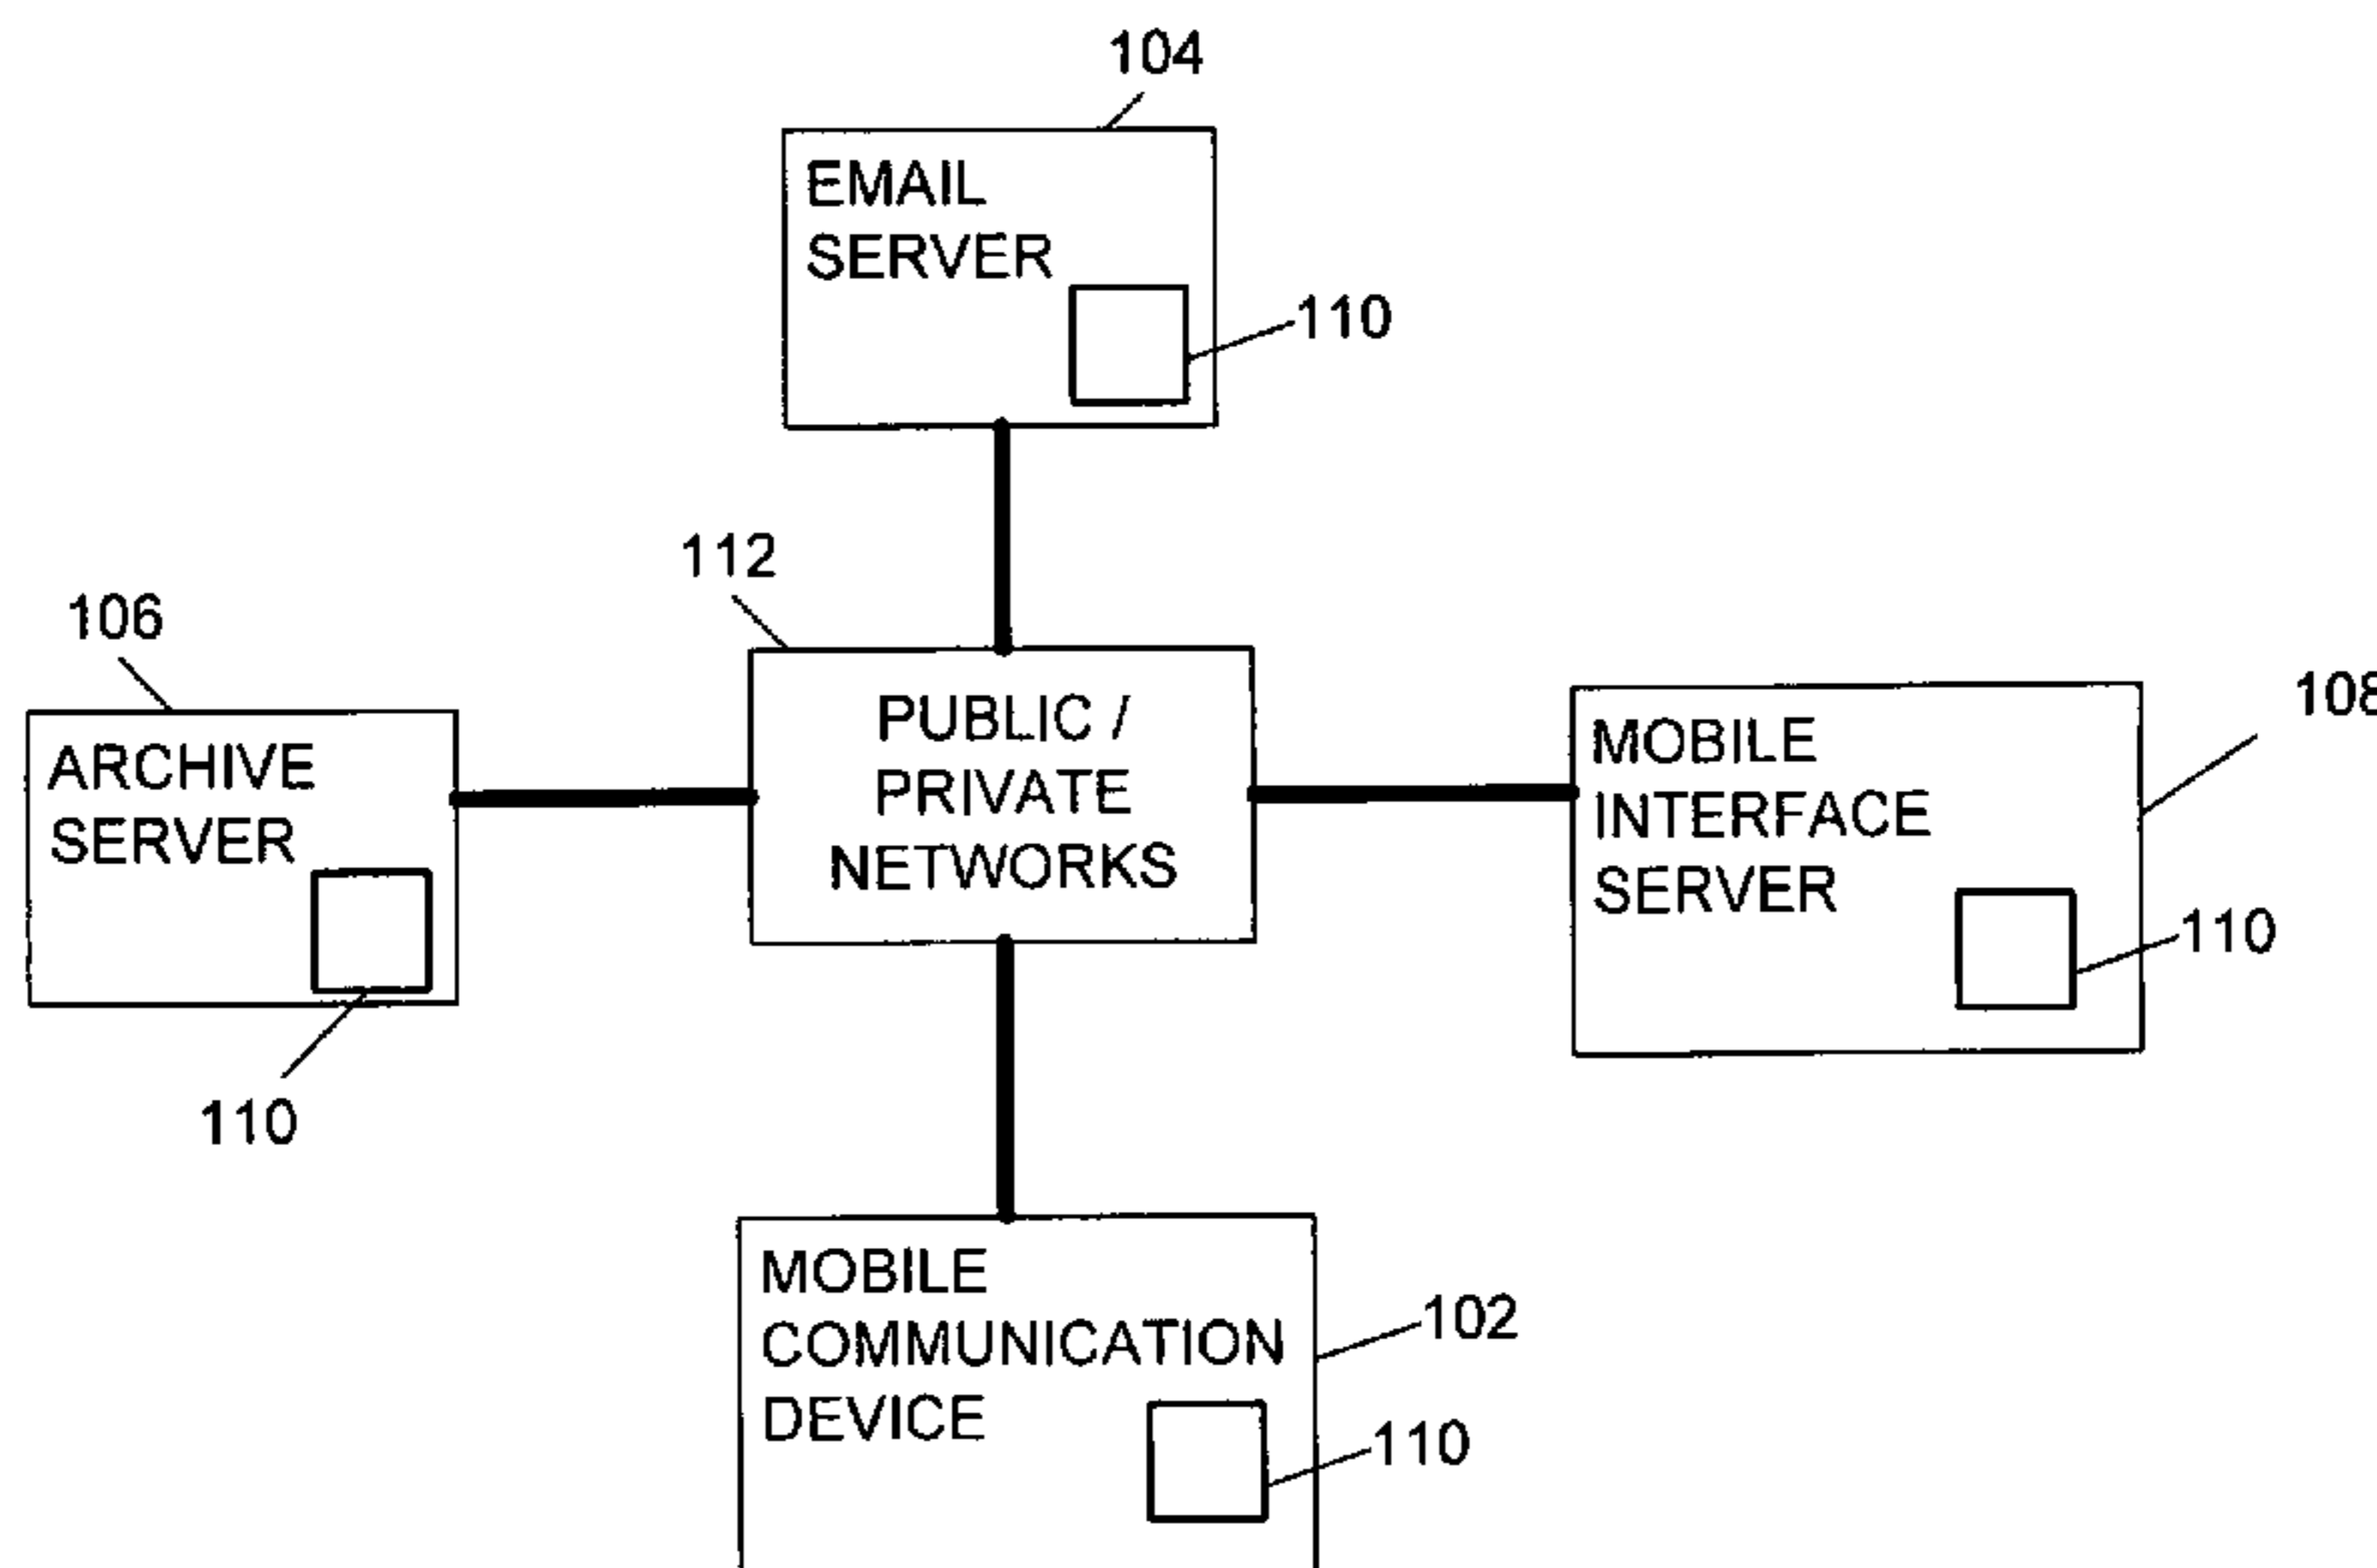 104
EMAIL
SERVER
110
112
106
108
PUBLIC /
PRIVATE
NETWORKS
ARCHIVE
SERVER
MOBILE
INTERFACE
SERVER
110
110
MOBILE
COMMUNICATION
DEVICE
102
110